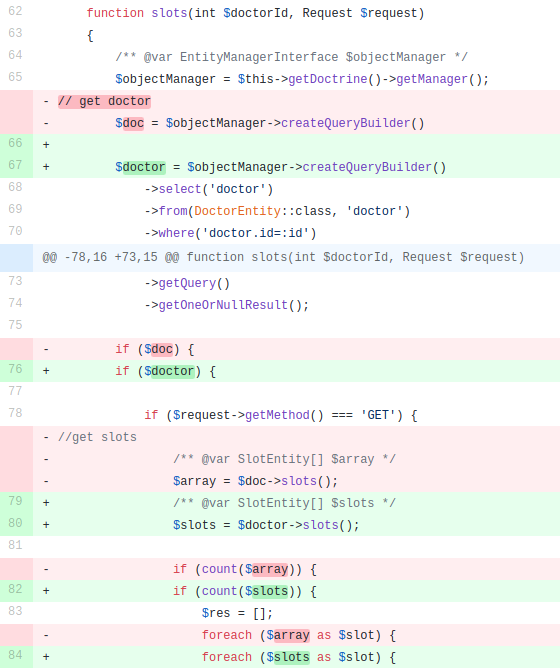 62 function slots(int $doctorId, Request $request)
63 {
64 /** @var EntityManagerInterface $objectManager */
65 $objectManager = $this->getDoctrine()->getManager();
- // get doctor
- $doc = $objectManager->createQueryBuilder()
66 +
67 + $doctor = $objectManager->createQueryBuilder()
68 ->select('doctor')
69 ->from(DoctorEntity::class, 'doctor')
70 ->where('doctor.id=:id')
@@ -78,16 +73,15 @@ function slots(int $doctorId, Request $request)
73 ->getQuery()
74 ->getOneOrNullResult();
75
- if ($doc) {
76 + if ($doctor) {
77
78 if ($request->getMethod() === 'GET') {
- //get slots
- /** @var SlotEntity[] $array */
- $array = $doc->slots();
79 + /** @var SlotEntity[] $slots */
80 + $slots = $doctor->slots();
81
- if (count($array)) {
82 + if (count($slots)) {
83 $res = [];
- foreach ($array as $slot) {
84 + foreach ($slots as $slot) {